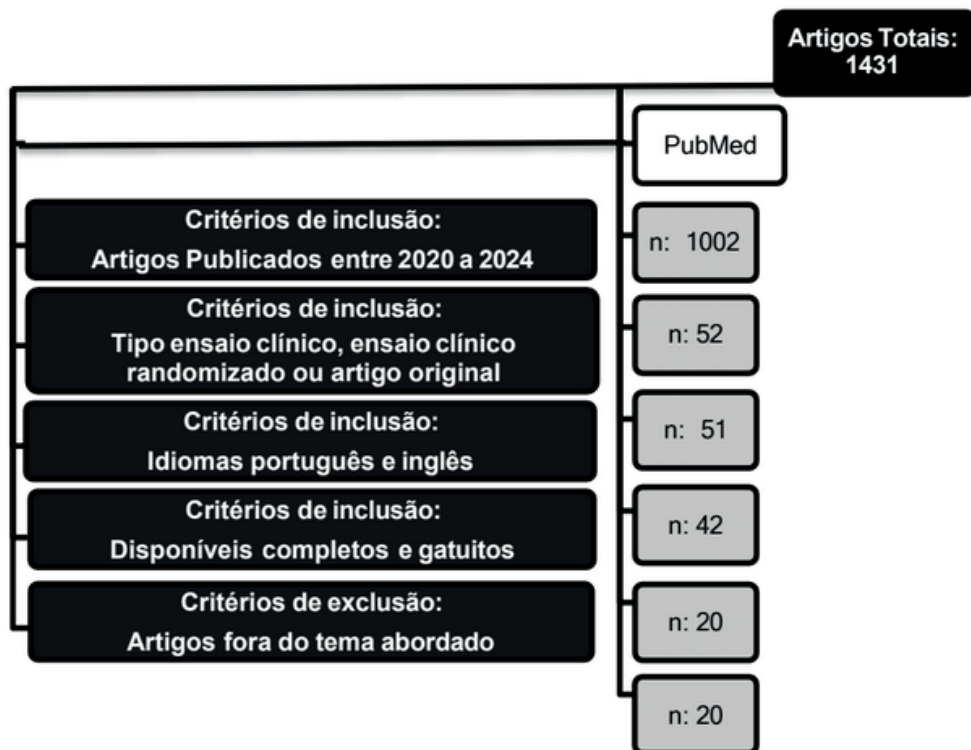 Artigos Totais:
1431
PubMed
Critérios de inclusão:
Artigos Publicados entre 2020 a 2024
n: 1002
Critérios de inclusão:
Tipo ensaio clínico, ensaio clínico
randomizado ou artigo original
n: 52
Critérios de inclusão:
Idiomas português e inglês
n: 51
Critérios de inclusão:
Disponíveis completos e gatuitos
n: 42
Critérios de exclusão:
Artigos fora do tema abordado
n: 20
n: 20